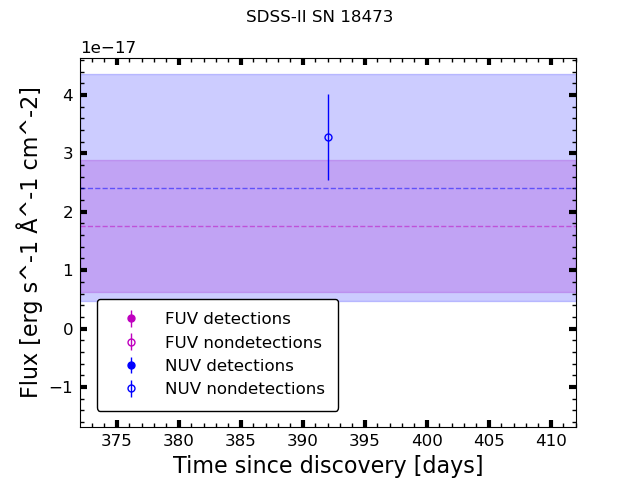 SDSS-II SN 18473
1e−17
Flux [erg s^-1 Å^-1 cm^-2]
4
3
2
1
0
−1
FUV detections
FUV nondetections
NUV detections
NUV nondetections
375 380 385 390 395 400 405 410
Time since discovery [days]